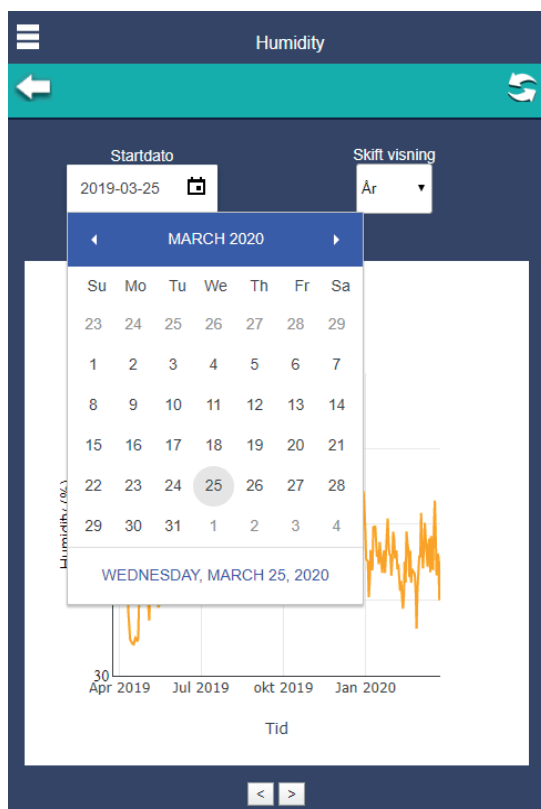 Humidity
Startdato Skift visning
2019-03-25 År
MARCH 2020
Su Mo Tu We Th Fr Sa
23 24 25 26 27 28 29
1 2 3 4 5 6 7
8 9 10 11 12 13 14
15 16 17 18 19 20 21
22 23 24 25 26 27 28
29 30 31 1 2 3 4
WEDNESDAY, MARCH 25, 2020
Humidity (%)
30
Apr 2019 Jul 2019 okt 2019 Jan 2020
Tid
< >